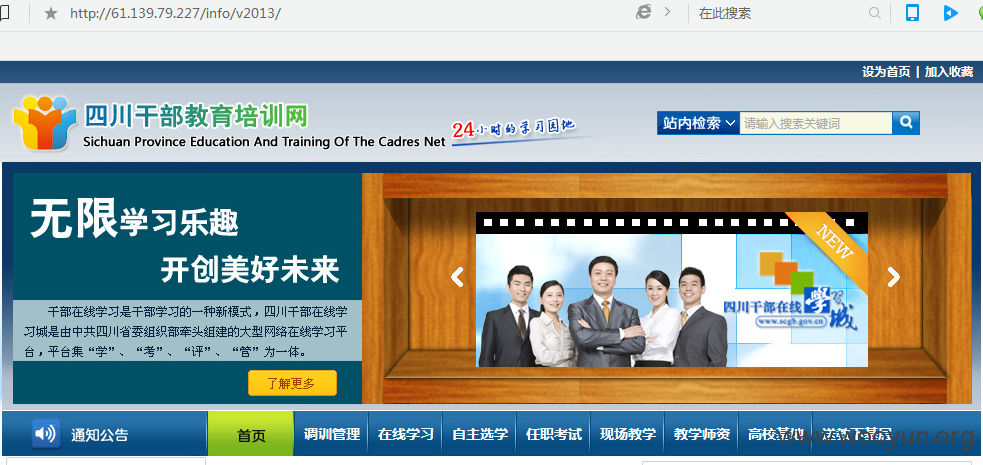 http://61.139.79.227/info/v2013/
在此搜索
设为首页 | 加入收藏
四川干部教育培训网
Sichuan Province Education And Training Of The Cadres Net
24小时的学习园地
站内检索
请输入搜索关键词
无限学习乐趣
开创美好未来
干部在线学习是干部学习的一种新模式，四川干部在线学
习城是由中共四川省委组织部牵头组建的大型网络在线学习平
台，平台集“学”、“考”、“评”、“管”为一体。
了解更多
NEW
四川干部在线学习城
www.scgb.gov.cn
通知公告
首页
调训管理
在线学习
自主选学
任职考试
现场教学
教学师资
高校基地
www.wooyun.org